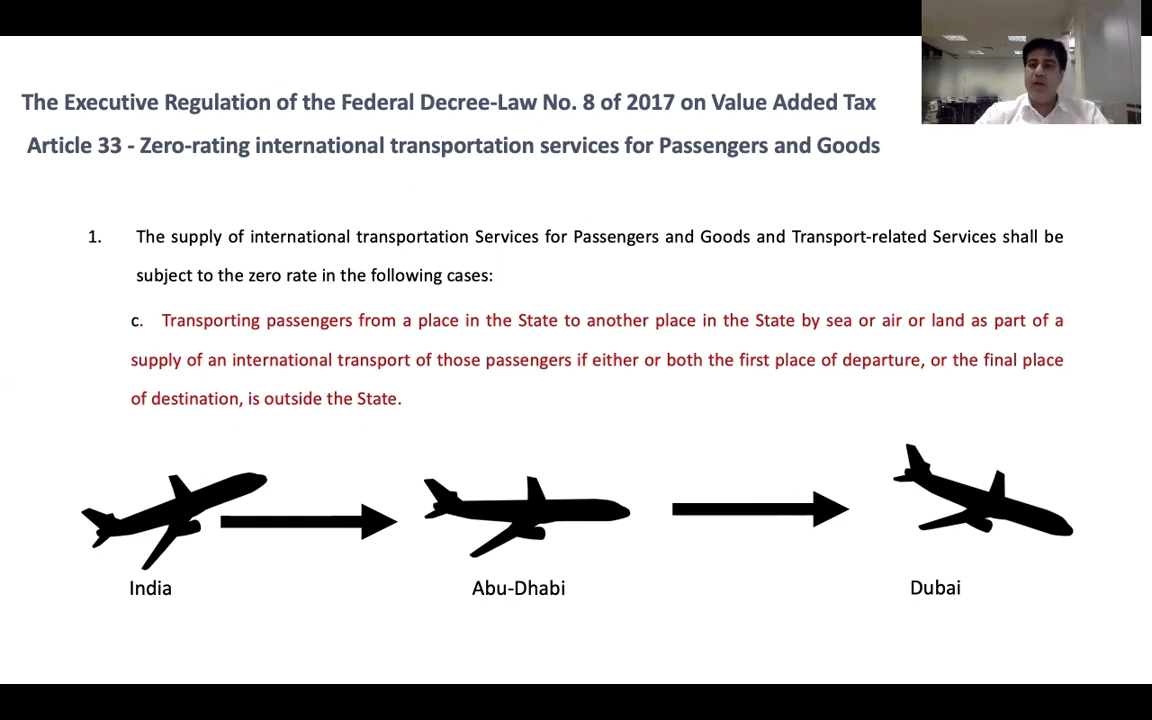 The Executive Regulation of the Federal Decree-Law No. 8 of 2017 on Value Added Tax
Article 33 - Zero-rating international transportation services for Passengers and Goods
1. The supply of international transportation Services for Passengers and Goods and Transport-related Services shall be
subject to the zero rate in the following cases:
c. Transporting passengers from a place in the State to another place in the State by sea or air or land as part of a
supply of an international transport of those passengers if either or both the first place of departure, or the final place
of destination, is outside the State.
India
Abu-Dhabi
Dubai